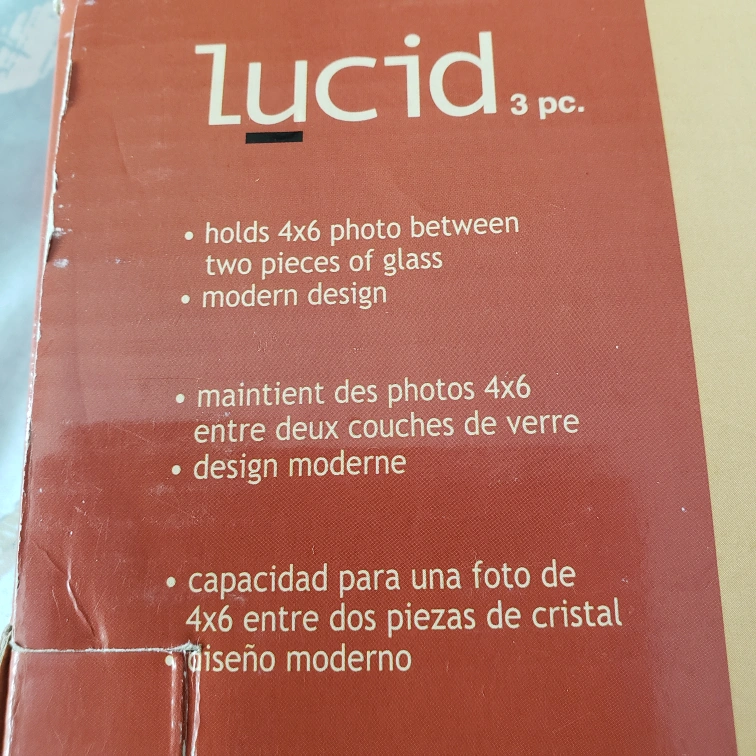 lucid 3 pc.
• holds 4x6 photo between
two pieces of glass
• modern design
• maintient des photos 4x6
entre deux couches de verre
• design moderne
• capacidad para una foto de
4x6 entre dos piezas de cristal
• diseño moderno